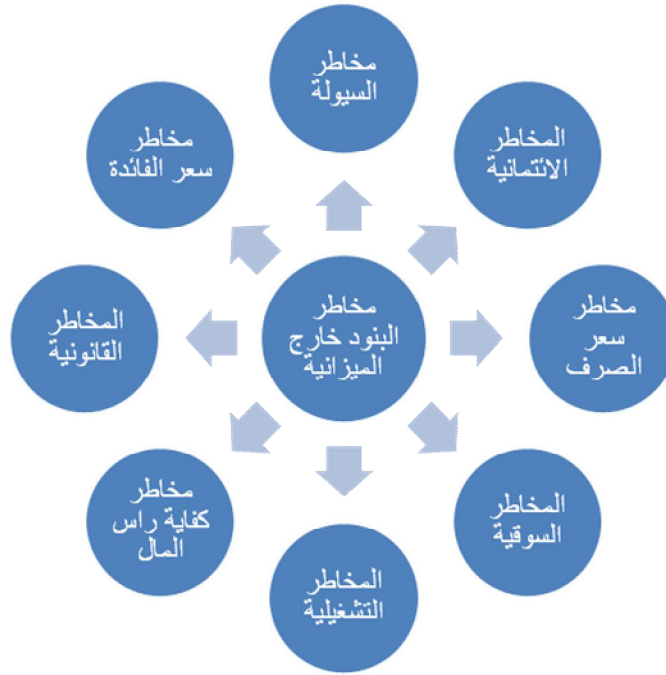 مخاطر
السيولة
المخاطر
الائتمانية
مخاطر
سعر
الصرف
المخاطر
السوقية
المخاطر
التشغيلية
مخاطر
كفاية راس
المال
المخاطر
القانونية
مخاطر
سعر الفائدة
مخاطر
البنود خارج
الميزانية